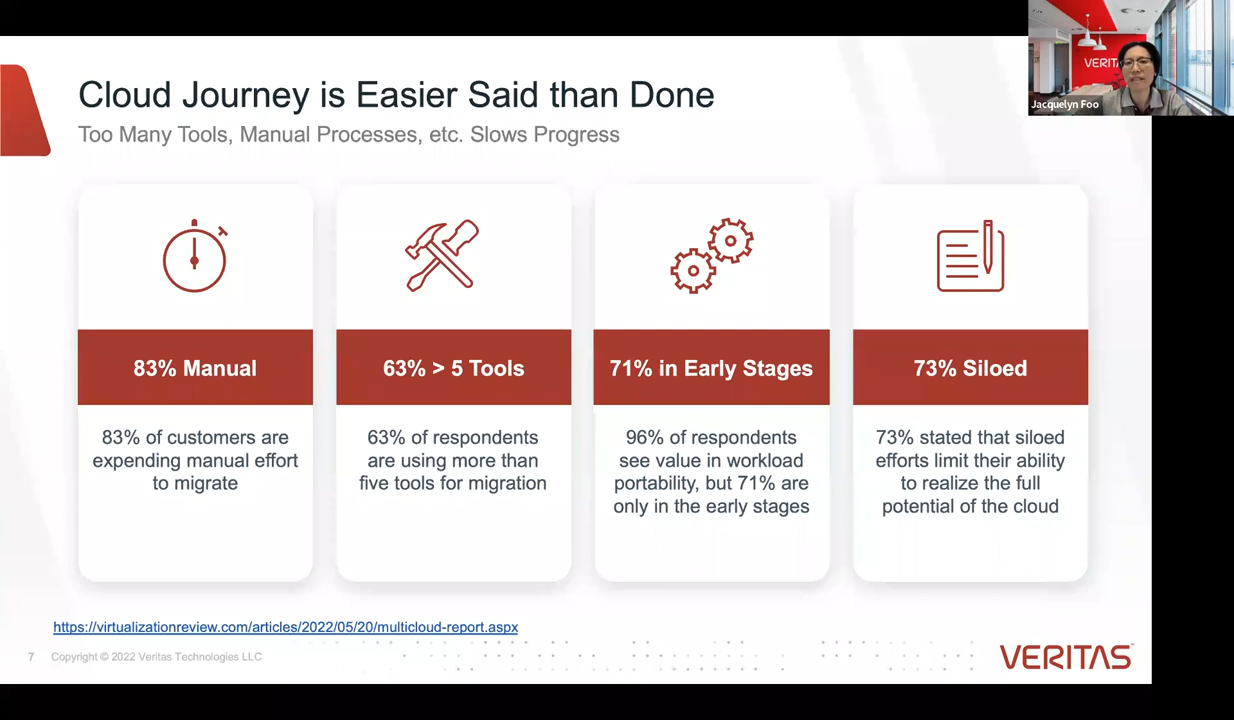 Cloud Journey is Easier Said than Done
Too Many Tools, Manual Processes, etc. Slows Progress
VERITA
Jacquelyn Foo
83% Manual
83% of customers are
expending manual effort
to migrate
63% > 5 Tools
63% of respondents
are using more than
five tools for migration
71% in Early Stages
96% of respondents
see value in workload
portability, but 71% are
only in the early stages
73% Siloed
73% stated that siloed
efforts limit their ability
to realize the full
potential of the cloud
https://virtualizationreview.com/articles/2022/05/20/multicloud-report.aspx
7 Copyright © 2022 Veritas Technologies LLC
VERITAS